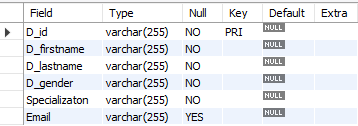 Field Type Null Key Default Extra
D_id varchar(255) NO PRI NULL
D_firstname varchar(255) NO NULL
D_lastname varchar(255) NO NULL
D_gender varchar(255) NO NULL
Specializaton varchar(255) NO NULL
Email varchar(255) YES NULL